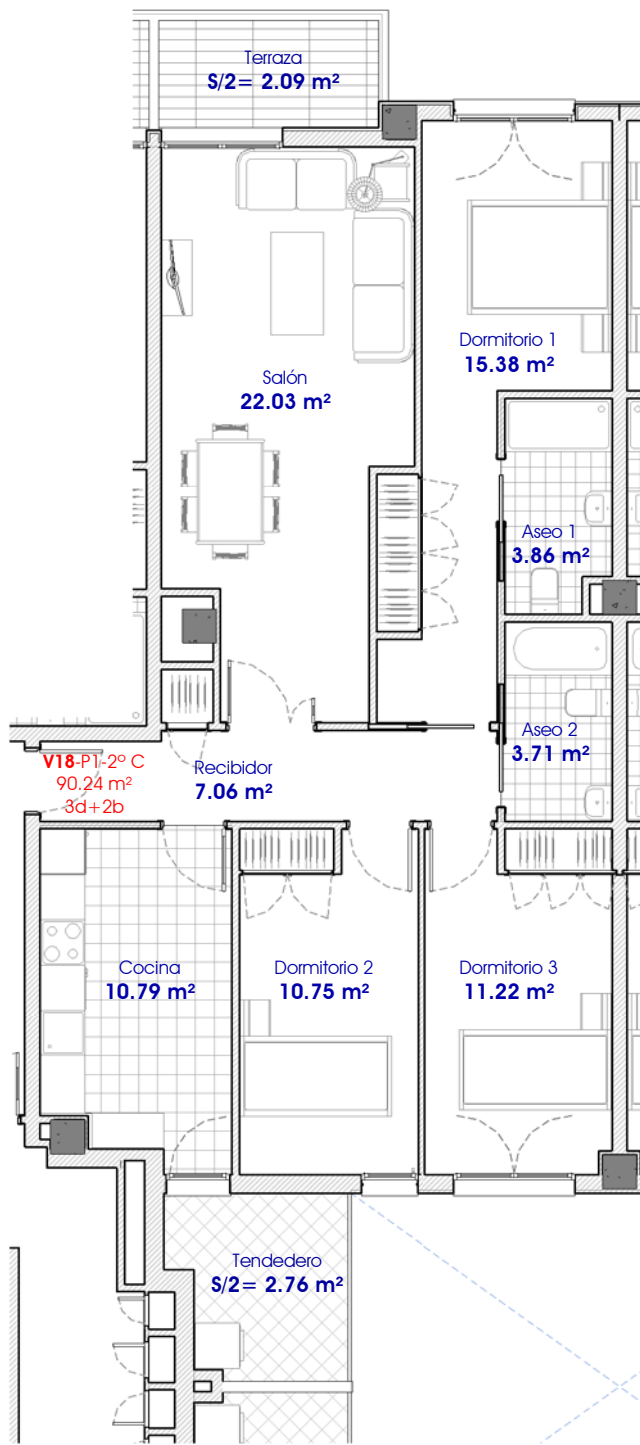 Terraza
S/2= 2.09 m²
Dormitorio 1
15.38 m²
Salón
22.03 m²
Aseo 1
3.86 m²
Aseo 2
3.71 m²
V18-P1-2º C
90.24 m²
3d+2b
Recibidor
7.06 m²
Cocina
10.79 m²
Dormitorio 2
10.75 m²
Dormitorio 3
11.22 m²
Tendedero
S/2= 2.76 m²